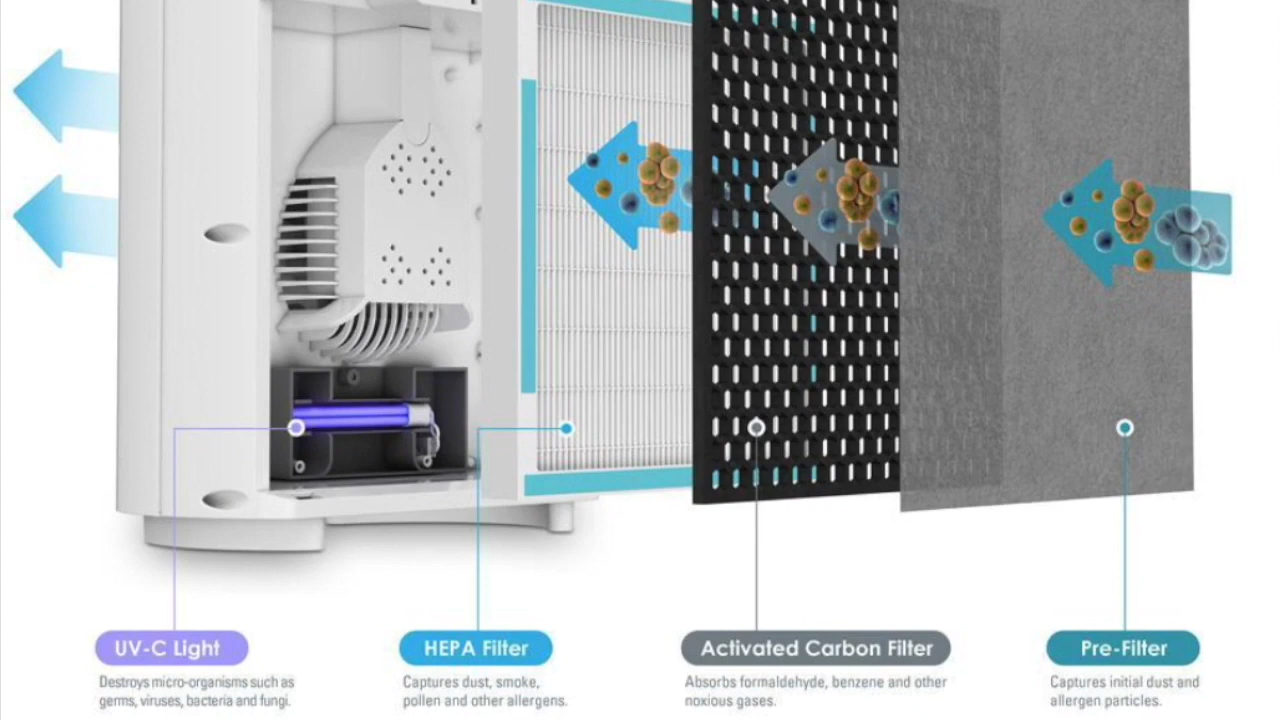 UV-C Light
Destroys micro-organisms such as
germs, viruses, bacteria and fungi.
HEPA Filter
Captures dust, smoke,
pollen and other allergens.
Activated Carbon Filter
Absorbs formaldehyde, benzene and other
noxious gases.
Pre-Filter
Captures initial dust and
allergen particles.